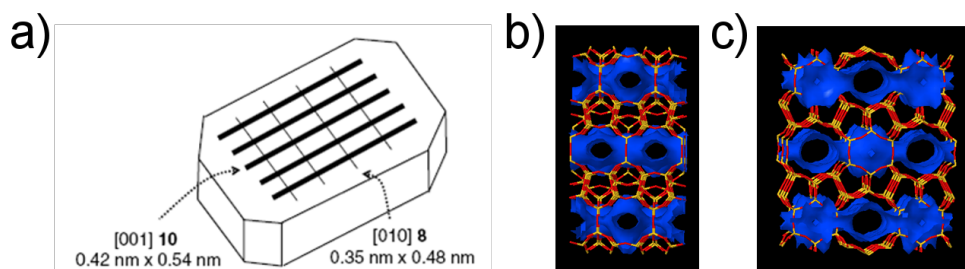 a)
[001] 10
0.42 nm x 0.54 nm
[010] 8
0.35 nm x 0.48 nm
b)
c)